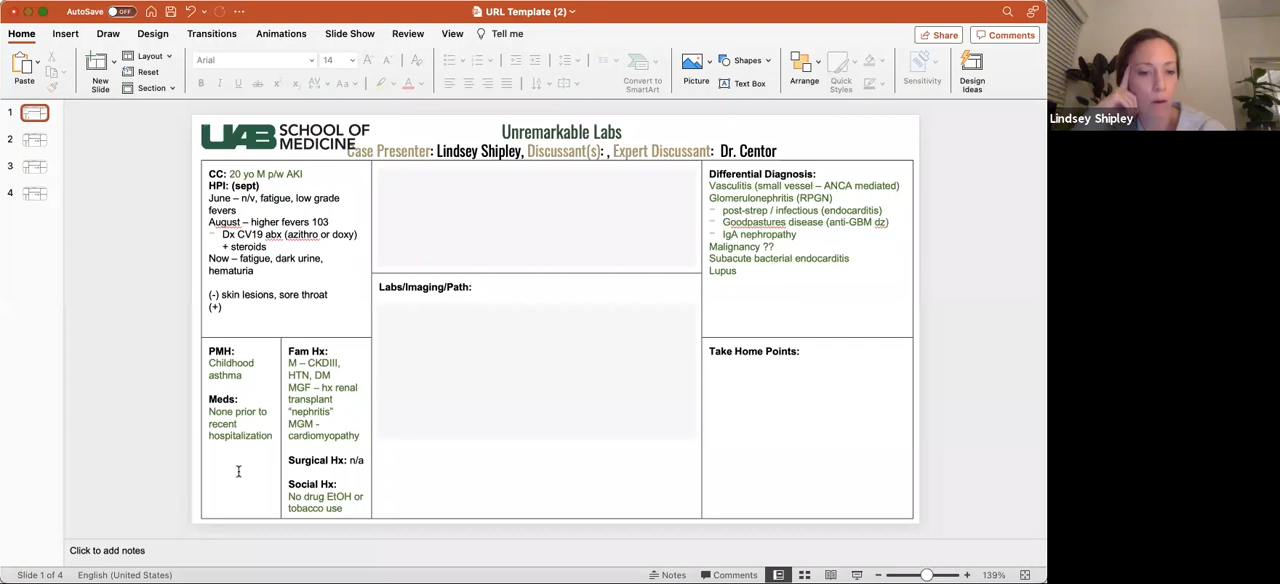 AutoSave OFF
URL Template (2)
Home Insert Draw Design Transitions Animations Slide Show Review View Tell me
Share Comments
Paste
New Slide
Layout
Reset
Section
Arial 14
B I U ab x² x₂ AV Aa A
Convert to SmartArt
Picture
Shapes
Text Box
Arrange
Quick Styles
Sensitivity
Design Ideas
Lindsey Shipley
1
2
3
4
UAB SCHOOL OF MEDICINE
Unremarkable Labs
Case Presenter: Lindsey Shipley, Discussant(s): , Expert Discussant: Dr. Centor
CC: 20 yo M p/w AKI
HPI: (sept)
June – n/v, fatigue, low grade
fevers
August – higher fevers 103
– Dx CV19 abx (azithro or doxy)
+ steroids
Now – fatigue, dark urine,
hematuria
(-) skin lesions, sore throat
(+)
PMH:
Childhood
asthma
Meds:
None prior to
recent
hospitalization
Fam Hx:
M – CKDIII,
HTN, DM
MGF – hx renal
transplant
“nephritis”
MGM -
cardiomyopathy
Surgical Hx: n/a
Social Hx:
No drug EtOH or
tobacco use
Labs/Imaging/Path:
Differential Diagnosis:
Vasculitis (small vessel – ANCA mediated)
Glomerulonephritis (RPGN)
– post-strep / infectious (endocarditis)
– Goodpastures disease (anti-GBM dz)
– IgA nephropathy
Malignancy ??
Subacute bacterial endocarditis
Lupus
Take Home Points:
Click to add notes
Slide 1 of 4 English (United States) Notes Comments 139%